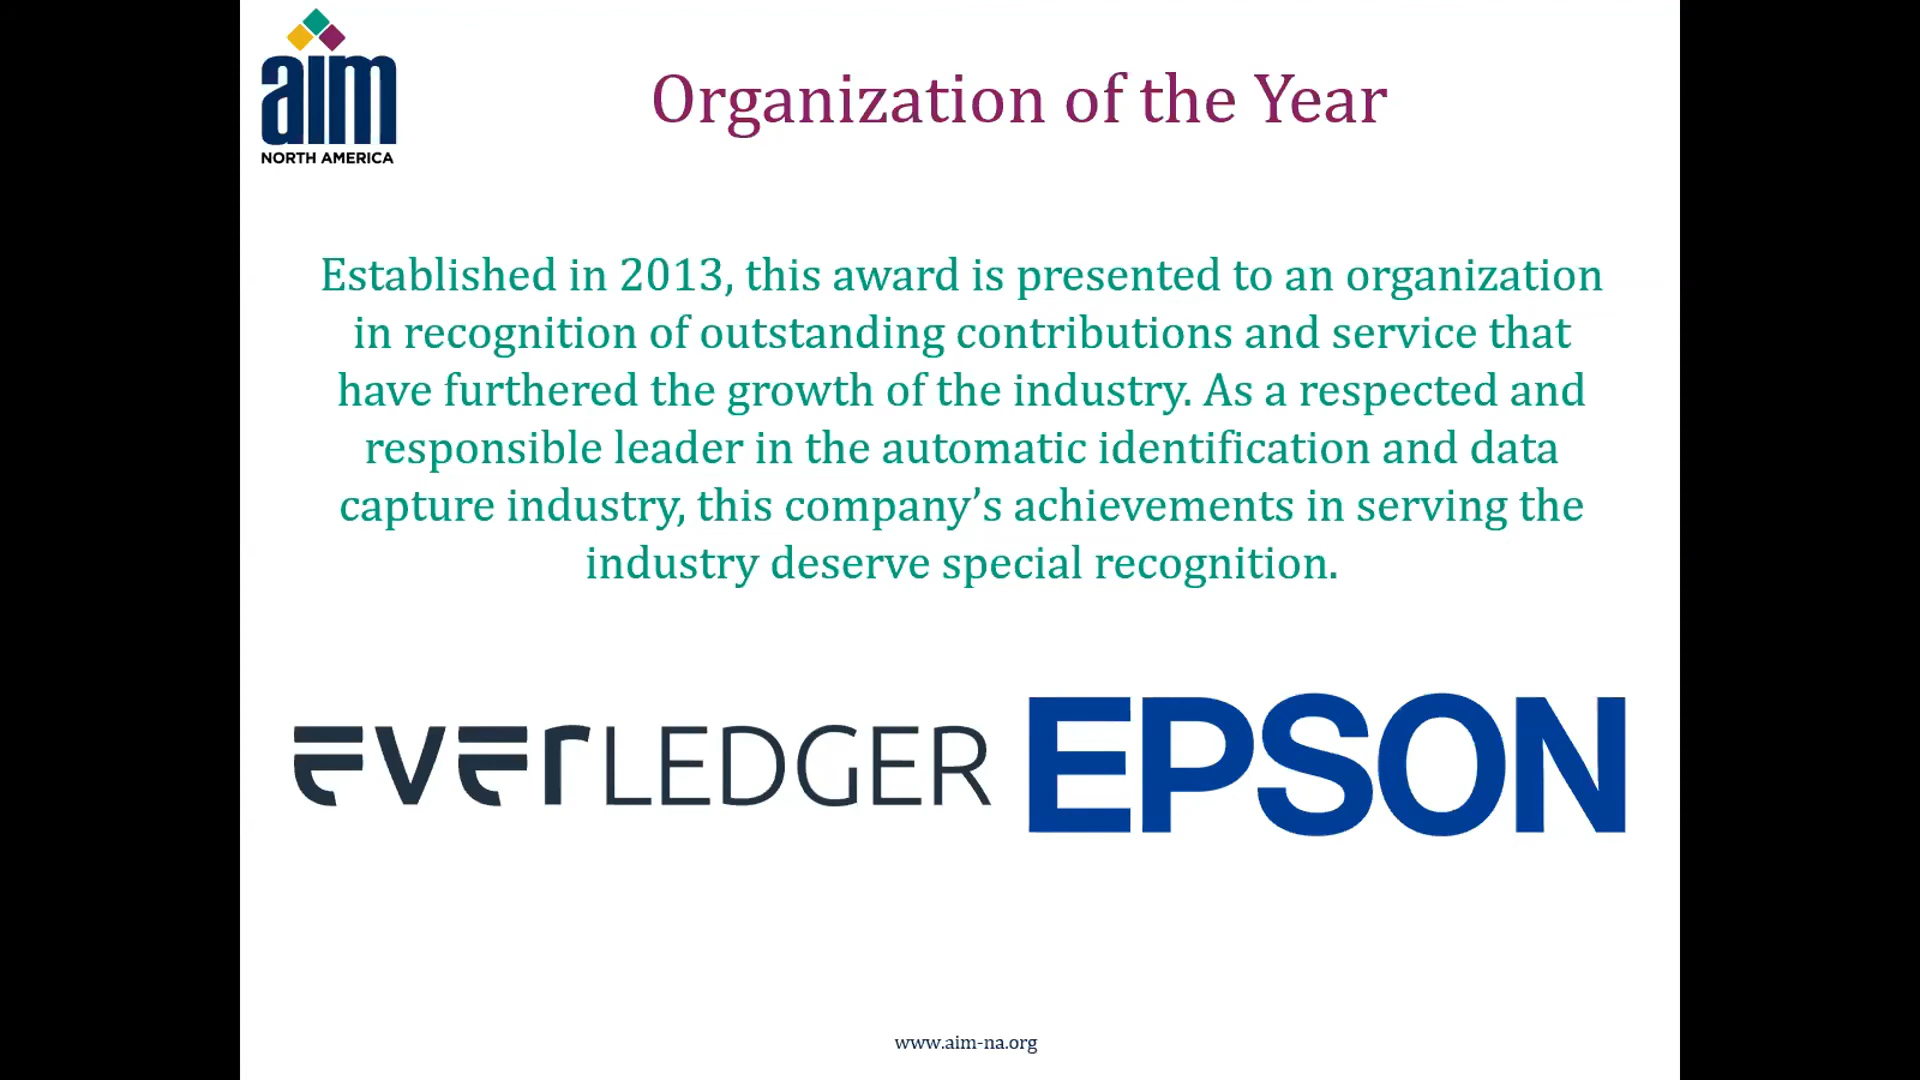 aim
NORTH AMERICA
Organization of the Year
Established in 2013, this award is presented to an organization
in recognition of outstanding contributions and service that
have furthered the growth of the industry. As a respected and
responsible leader in the automatic identification and data
capture industry, this company’s achievements in serving the
industry deserve special recognition.
EVERLEDGER
EPSON
www.aim-na.org